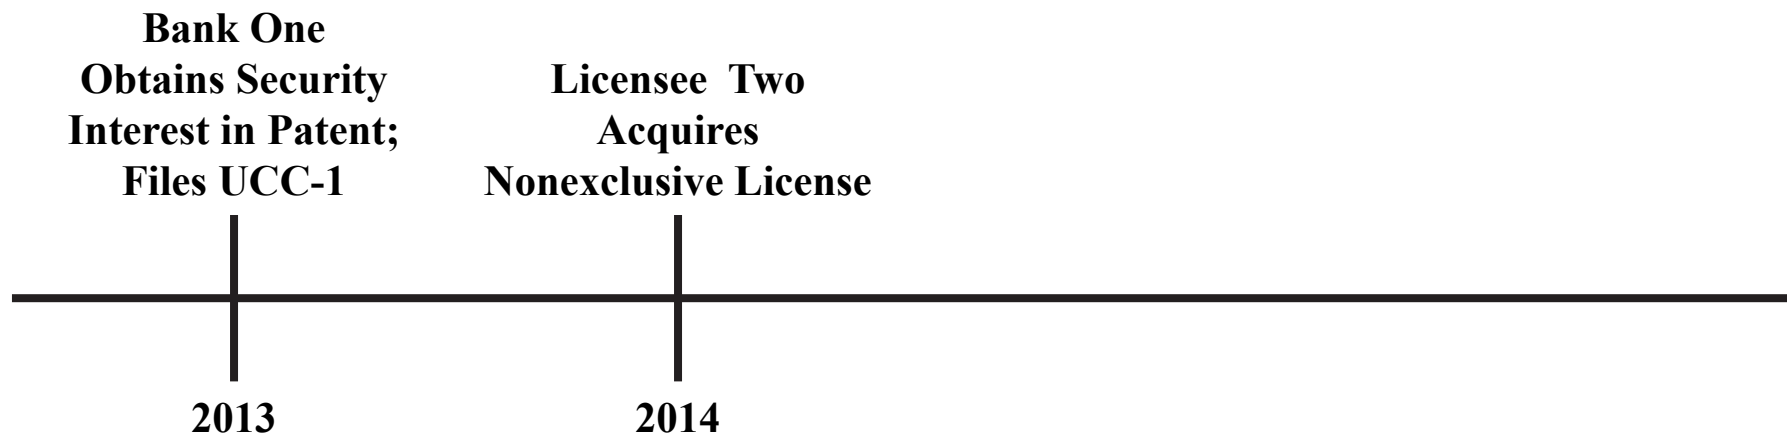 Bank One
Obtains Security
Interest in Patent;
Files UCC-1
Licensee Two
Acquires
Nonexclusive License
2013
2014